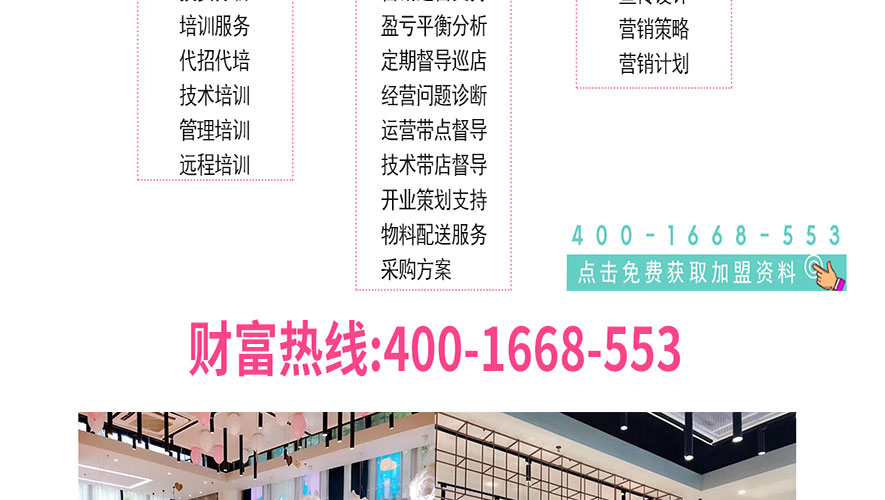 培训服务
代招代培
技术培训
管理培训
远程培训
盈亏平衡分析
定期督导巡店
经营问题诊断
运营带点督导
技术带店督导
开业策划支持
物料配送服务
采购方案
营销策略
营销计划
400-1668-553
点击免费获取加盟资料
财富热线:400-1668-553